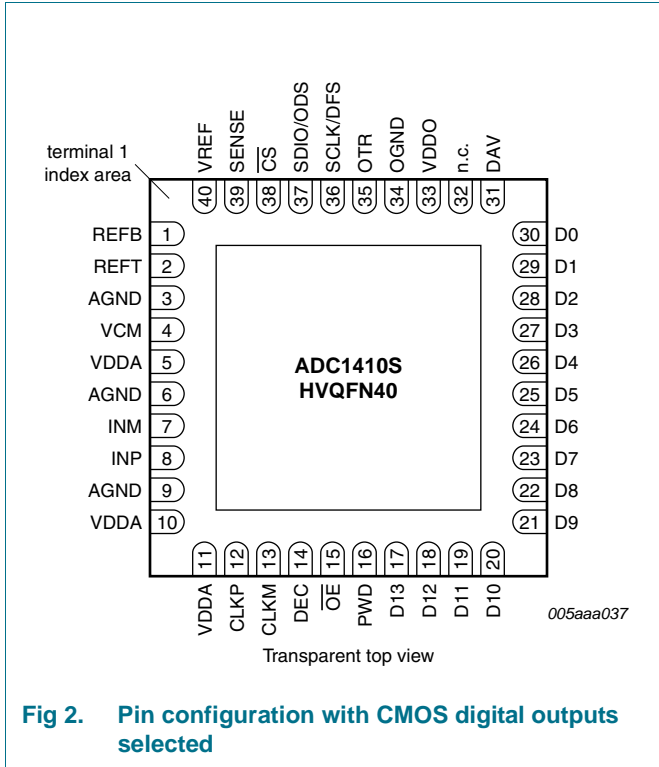 terminal 1
index area
VREF
SENSE
C̅S̅
SDIO/ODS
SCLK/DFS
OTR
OGND
VDDO
n.c.
DAV
40 39 38 37 36 35 34 33 32 31
REFB 1
REFT 2
AGND 3
VCM 4
VDDA 5
AGND 6
INM 7
INP 8
AGND 9
VDDA 10
ADC1410S
HVQFN40
30 D0
29 D1
28 D2
27 D3
26 D4
25 D5
24 D6
23 D7
22 D8
21 D9
11 12 13 14 15 16 17 18 19 20
VDDA
CLKP
CLKM
DEC
O̅E̅
PWD
D13
D12
D11
D10
005aaa037
Transparent top view
Fig 2. Pin configuration with CMOS digital outputs
selected